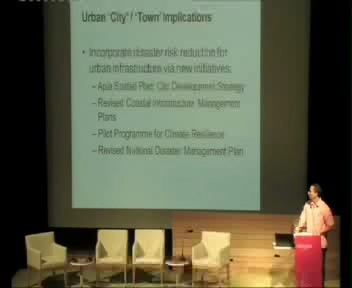 Urban 'City' / 'Town' Implications
• Incorporate disaster risk reduction for
urban infrastructure via new initiatives:
– Apia Spatial Plan: City Development Strategy
– Revised Coastal Infrastructure Management
Plans
– Pilot Programme for Climate Resilience
– Revised National Disaster Management Plan